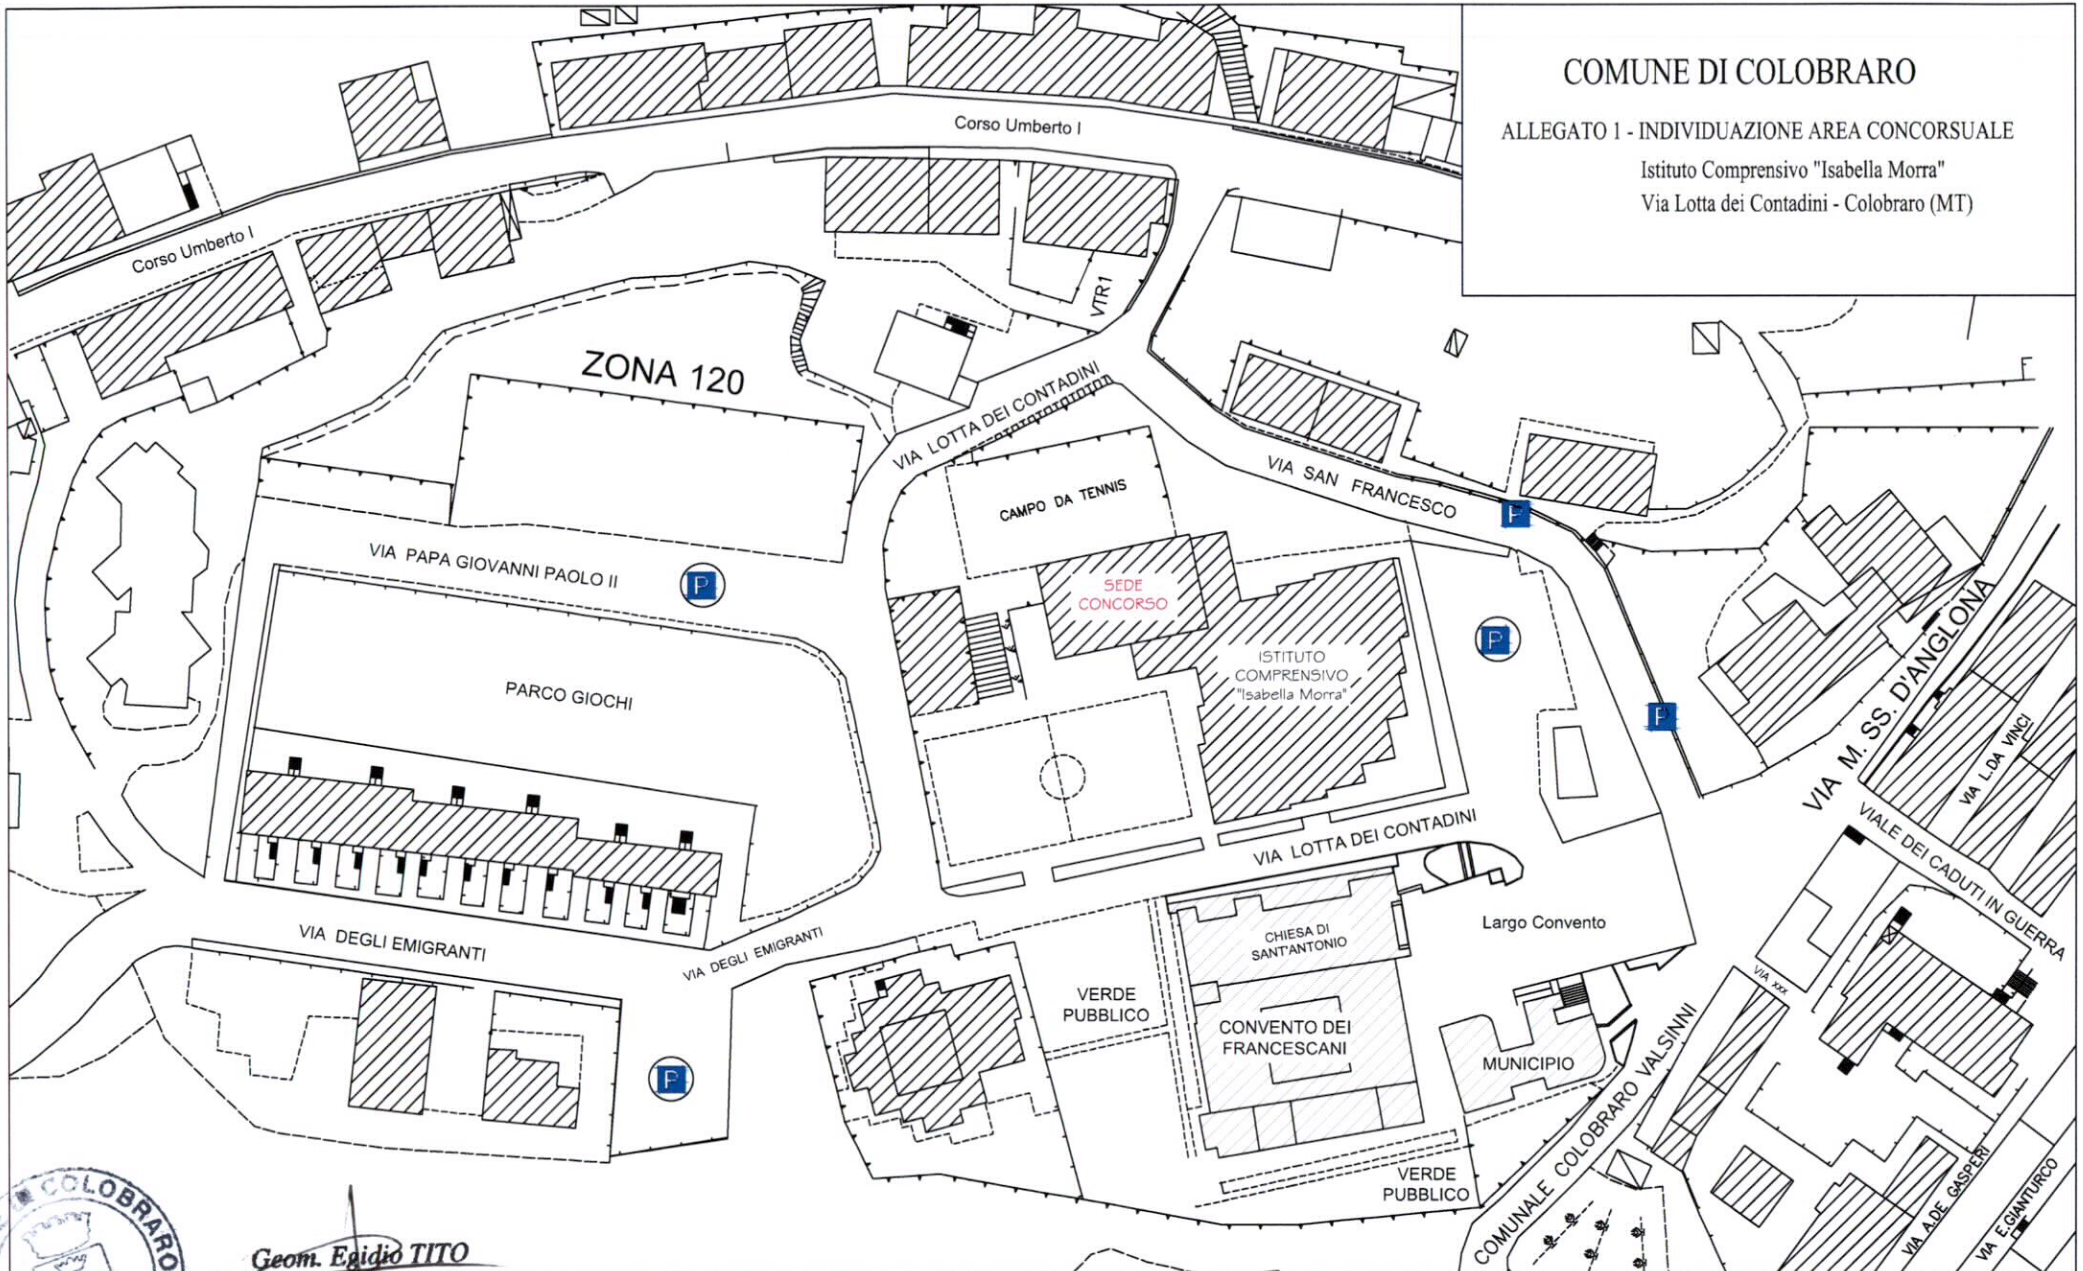 COMUNE DI COLOBRARO
ALLEGATO 1 - INDIVIDUAZIONE AREA CONCORSUALE
Istituto Comprensivo "Isabella Morra"
Via Lotta dei Contadini - Colobraro (MT)
Corso Umberto I
Corso Umberto I
VTR1
ZONA 120
VIA LOTTA DEI CONTADINI
CAMPO DA TENNIS
VIA SAN FRANCESCO
P
VIA PAPA GIOVANNI PAOLO II
P
SEDE
CONCORSO
P
ISTITUTO
COMPRENSIVO
"Isabella Morra"
PARCO GIOCHI
P
VIA M. SS. D'ANGLONA
VIA L.DA VINCI
VIALE DEI CADUTI IN GUERRA
VIA LOTTA DEI CONTADINI
VIA DEGLI EMIGRANTI
VIA DEGLI EMIGRANTI
CHIESA DI
SANT'ANTONIO
Largo Convento
VIA XXX
VERDE
PUBBLICO
CONVENTO DEI
FRANCESCANI
MUNICIPIO
P
COMUNALE COLOBRARO VALSINNI
VERDE
PUBBLICO
VIA A.DE GASPERI
VIA E.GIANTURCO
COLOBRARO
Geom. Egidio TITO